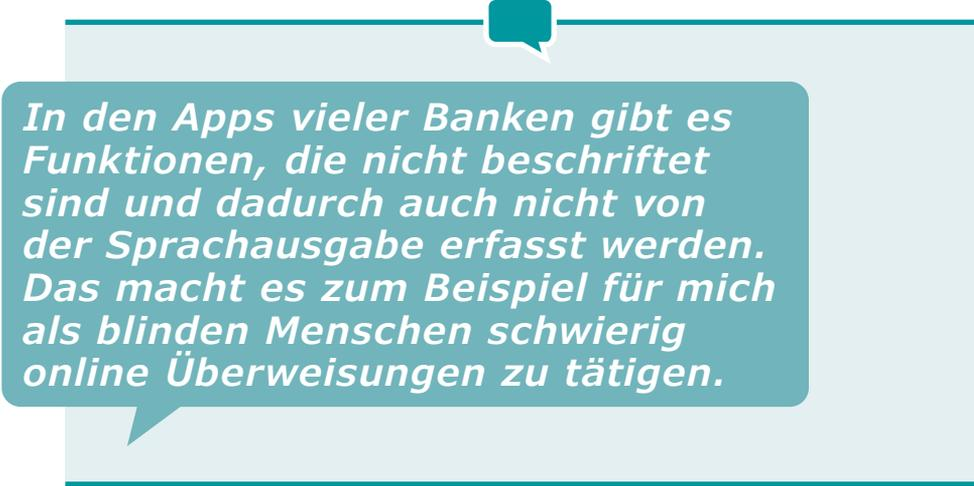 In den Apps vieler Banken gibt es
Funktionen, die nicht beschriftet
sind und dadurch auch nicht von
der Sprachausgabe erfasst werden.
Das macht es zum Beispiel für mich
als blinden Menschen schwierig
online Überweisungen zu tätigen.